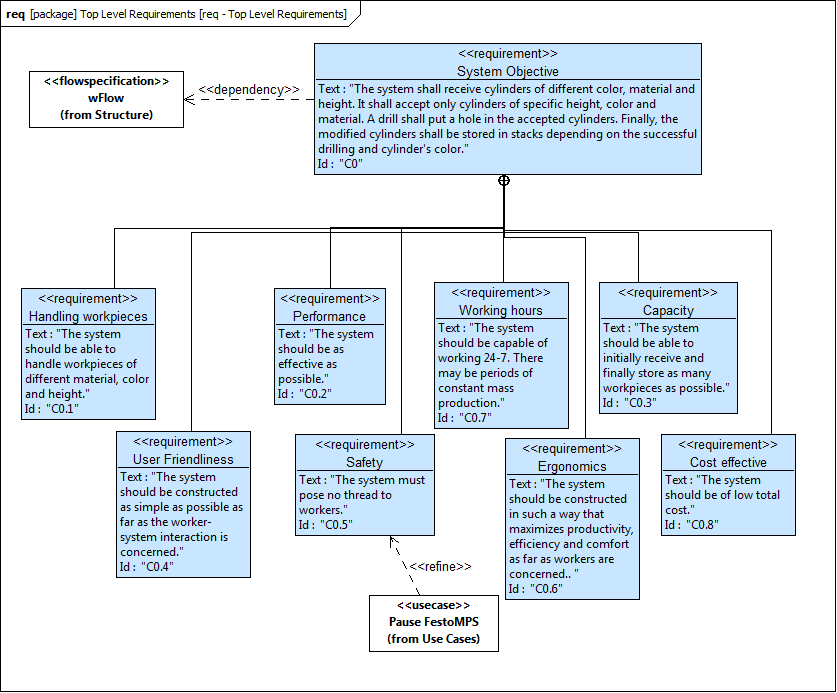 req [package] Top Level Requirements [req - Top Level Requirements]
<<requirement>>
System Objective
Text : "The system shall receive cylinders of different color, material and
height. It shall accept only cylinders of specific height, color and
material. A drill shall put a hole in the accepted cylinders. Finally, the
modified cylinders shall be stored in stacks depending on the successful
drilling and cylinder's color."
Id : "C0"
<<flowspecification>>
wFlow
(from Structure)
<<dependency>>
<<requirement>>
Handling workpieces
Text : "The system
should be able to
handle workpieces of
different material, color
and height."
Id : "C0.1"
<<requirement>>
Performance
Text : "The system
should be as
effective as
possible."
Id : "C0.2"
<<requirement>>
Working hours
Text : "The system
should be capable of
working 24-7. There
may be periods of
constant mass
production."
Id : "C0.7"
<<requirement>>
Capacity
Text : "The system
should be able to
initially receive and
finally store as many
workpieces as possible."
Id : "C0.3"
<<requirement>>
User Friendliness
Text : "The system
should be constructed
as simple as possible as
far as the worker-
system interaction is
concerned."
Id : "C0.4"
<<requirement>>
Safety
Text : "The system must
pose no thread to
workers."
Id : "C0.5"
<<requirement>>
Ergonomics
Text : "The system
should be constructed
in such a way that
maximizes productivity,
efficiency and comfort
as far as workers are
concerned.. "
Id : "C0.6"
<<requirement>>
Cost effective
Text : "The system
should be of low total
cost."
Id : "C0.8"
<<refine>>
<<usecase>>
Pause FestoMPS
(from Use Cases)